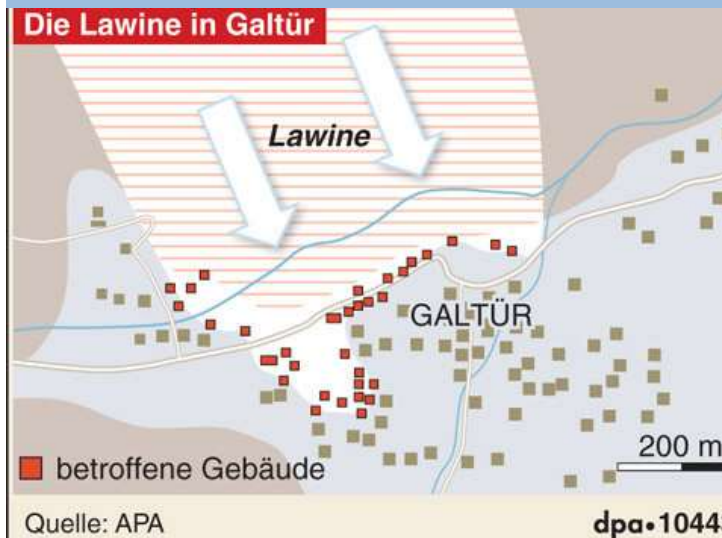 Die Lawine in Galtür
Lawine
GALTÜR
betroffene Gebäude
200 m
Quelle: APA
dpa•1044